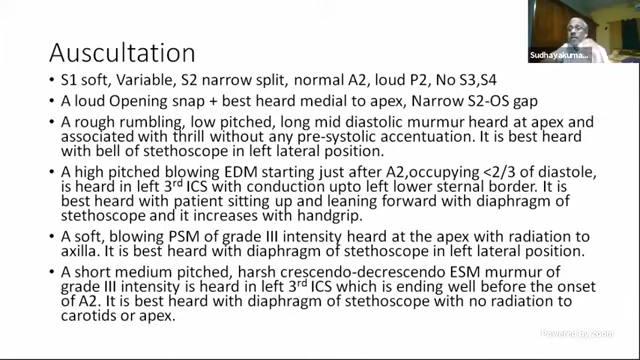 Auscultation
Sudhayakuma...
• S1 soft, Variable, S2 narrow split, normal A2, loud P2, No S3,S4
• A loud Opening snap + best heard medial to apex, Narrow S2-OS gap
• A rough rumbling, low pitched, long mid diastolic murmur heard at apex and
associated with thrill without any pre-systolic accentuation. It is best heard
with bell of stethoscope in left lateral position.
• A high pitched blowing EDM starting just after A2,occupying <2/3 of diastole,
is heard in left 3rd ICS with conduction upto left lower sternal border. It is
best heard with patient sitting up and leaning forward with diaphragm of
stethoscope and it increases with handgrip.
• A soft, blowing PSM of grade III intensity heard at the apex with radiation to
axilla. It is best heard with diaphragm of stethoscope in left lateral position.
• A short medium pitched, harsh crescendo-decrescendo ESM murmur of
grade III intensity is heard in left 3rd ICS which is ending well before the onset
of A2. It is best heard with diaphragm of stethoscope with no radiation to
carotids or apex.
Powered by Zoom